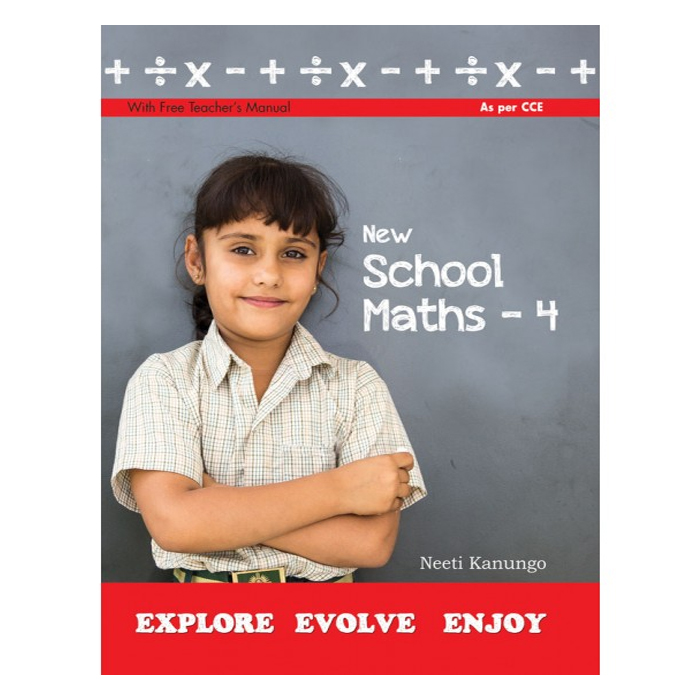 + ÷ x - + ÷ x - + ÷ x - +
With Free Teacher's Manual As per CCE
New
School
Maths - 4
Neeti Kanungo
EXPLORE EVOLVE ENJOY